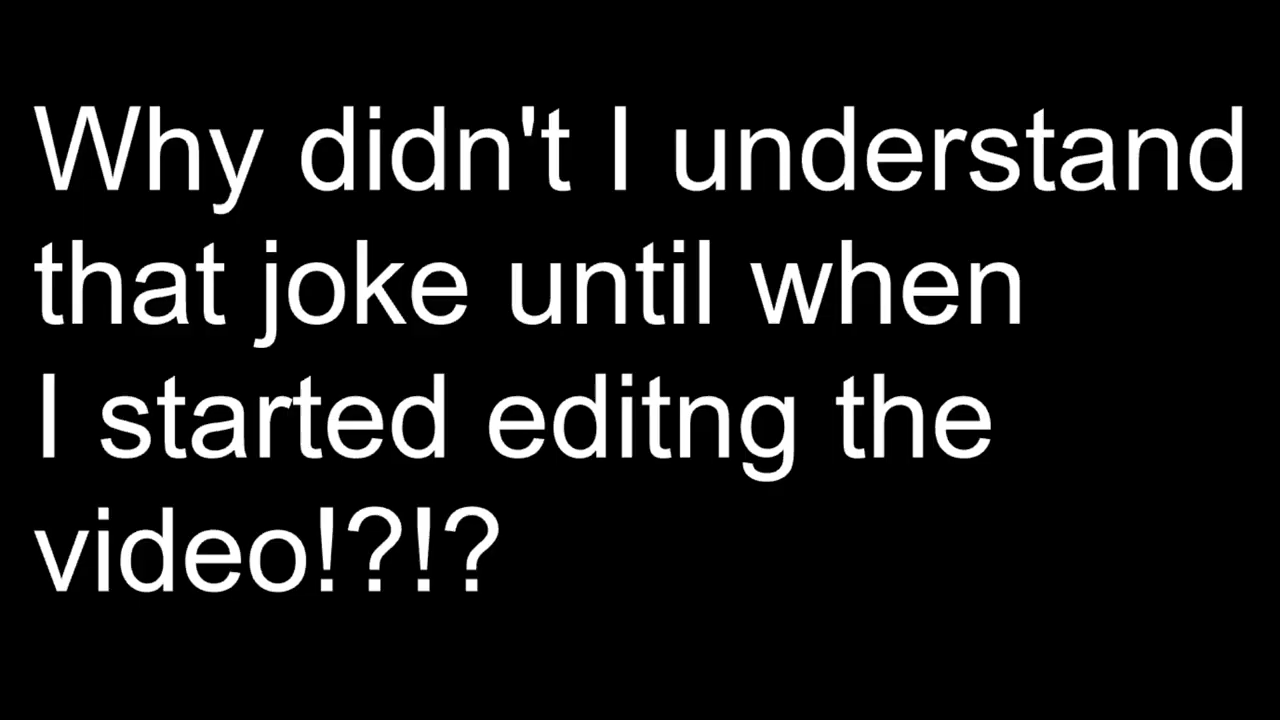 Why didn't I understand
that joke until when
I started editng the
video!?!?